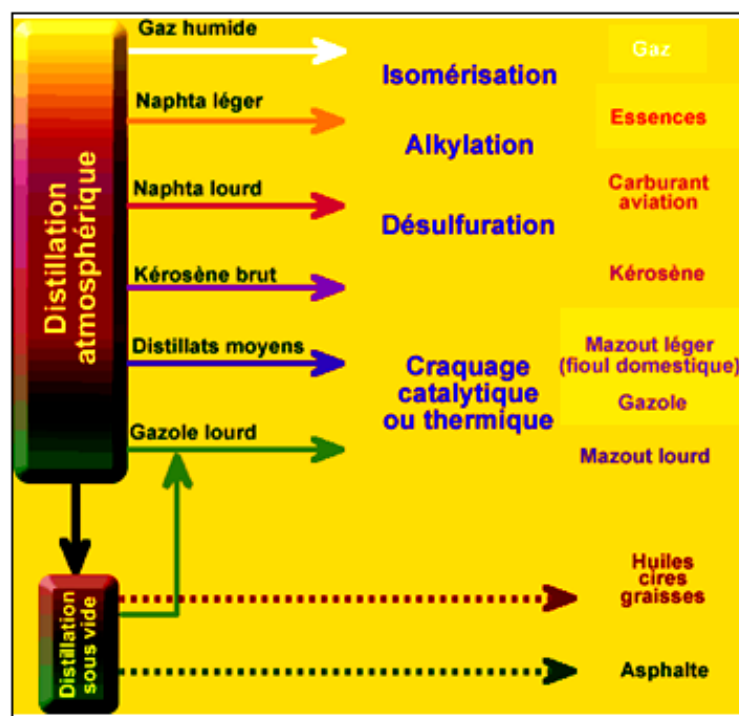 Distillation
atmosphérique
Gaz humide
Naphta léger
Naphta lourd
Kérosène brut
Distillats moyens
Gazole lourd
Isomérisation
Alkylation
Désulfuration
Craquage
catalytique
ou thermique
Gaz
Essences
Carburant
aviation
Kérosène
Mazout léger
(fioul domestique)
Gazole
Mazout lourd
Distillation
sous vide
Huiles
cires
graisses
Asphalte